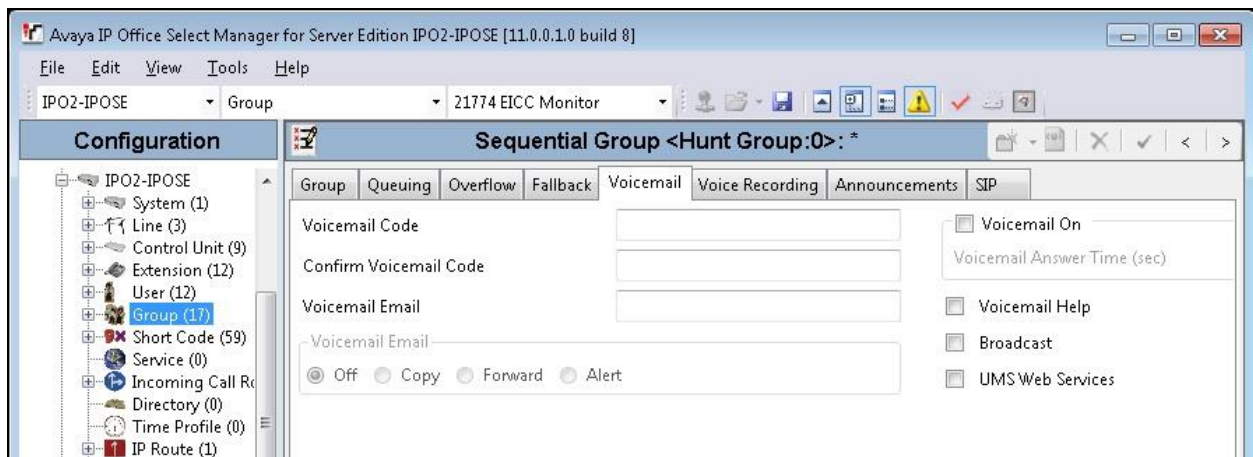 Avaya IP Office Select Manager for Server Edition IPO2-IPOSE [11.0.0.1.0 build 8]
File Edit View Tools Help
IPO2-IPOSE Group 21774 EICC Monitor
Configuration
IPO2-IPOSE
System (1)
Line (3)
Control Unit (9)
Extension (12)
User (12)
Group (17)
Short Code (59)
Service (0)
Incoming Call Ro
Directory (0)
Time Profile (0)
IP Route (1)
Sequential Group <Hunt Group:0>: *
Group Queuing Overflow Fallback Voicemail Voice Recording Announcements SIP
Voicemail Code
Confirm Voicemail Code
Voicemail Email
Voicemail Email
Off Copy Forward Alert
Voicemail On
Voicemail Answer Time (sec)
Voicemail Help
Broadcast
UMS Web Services